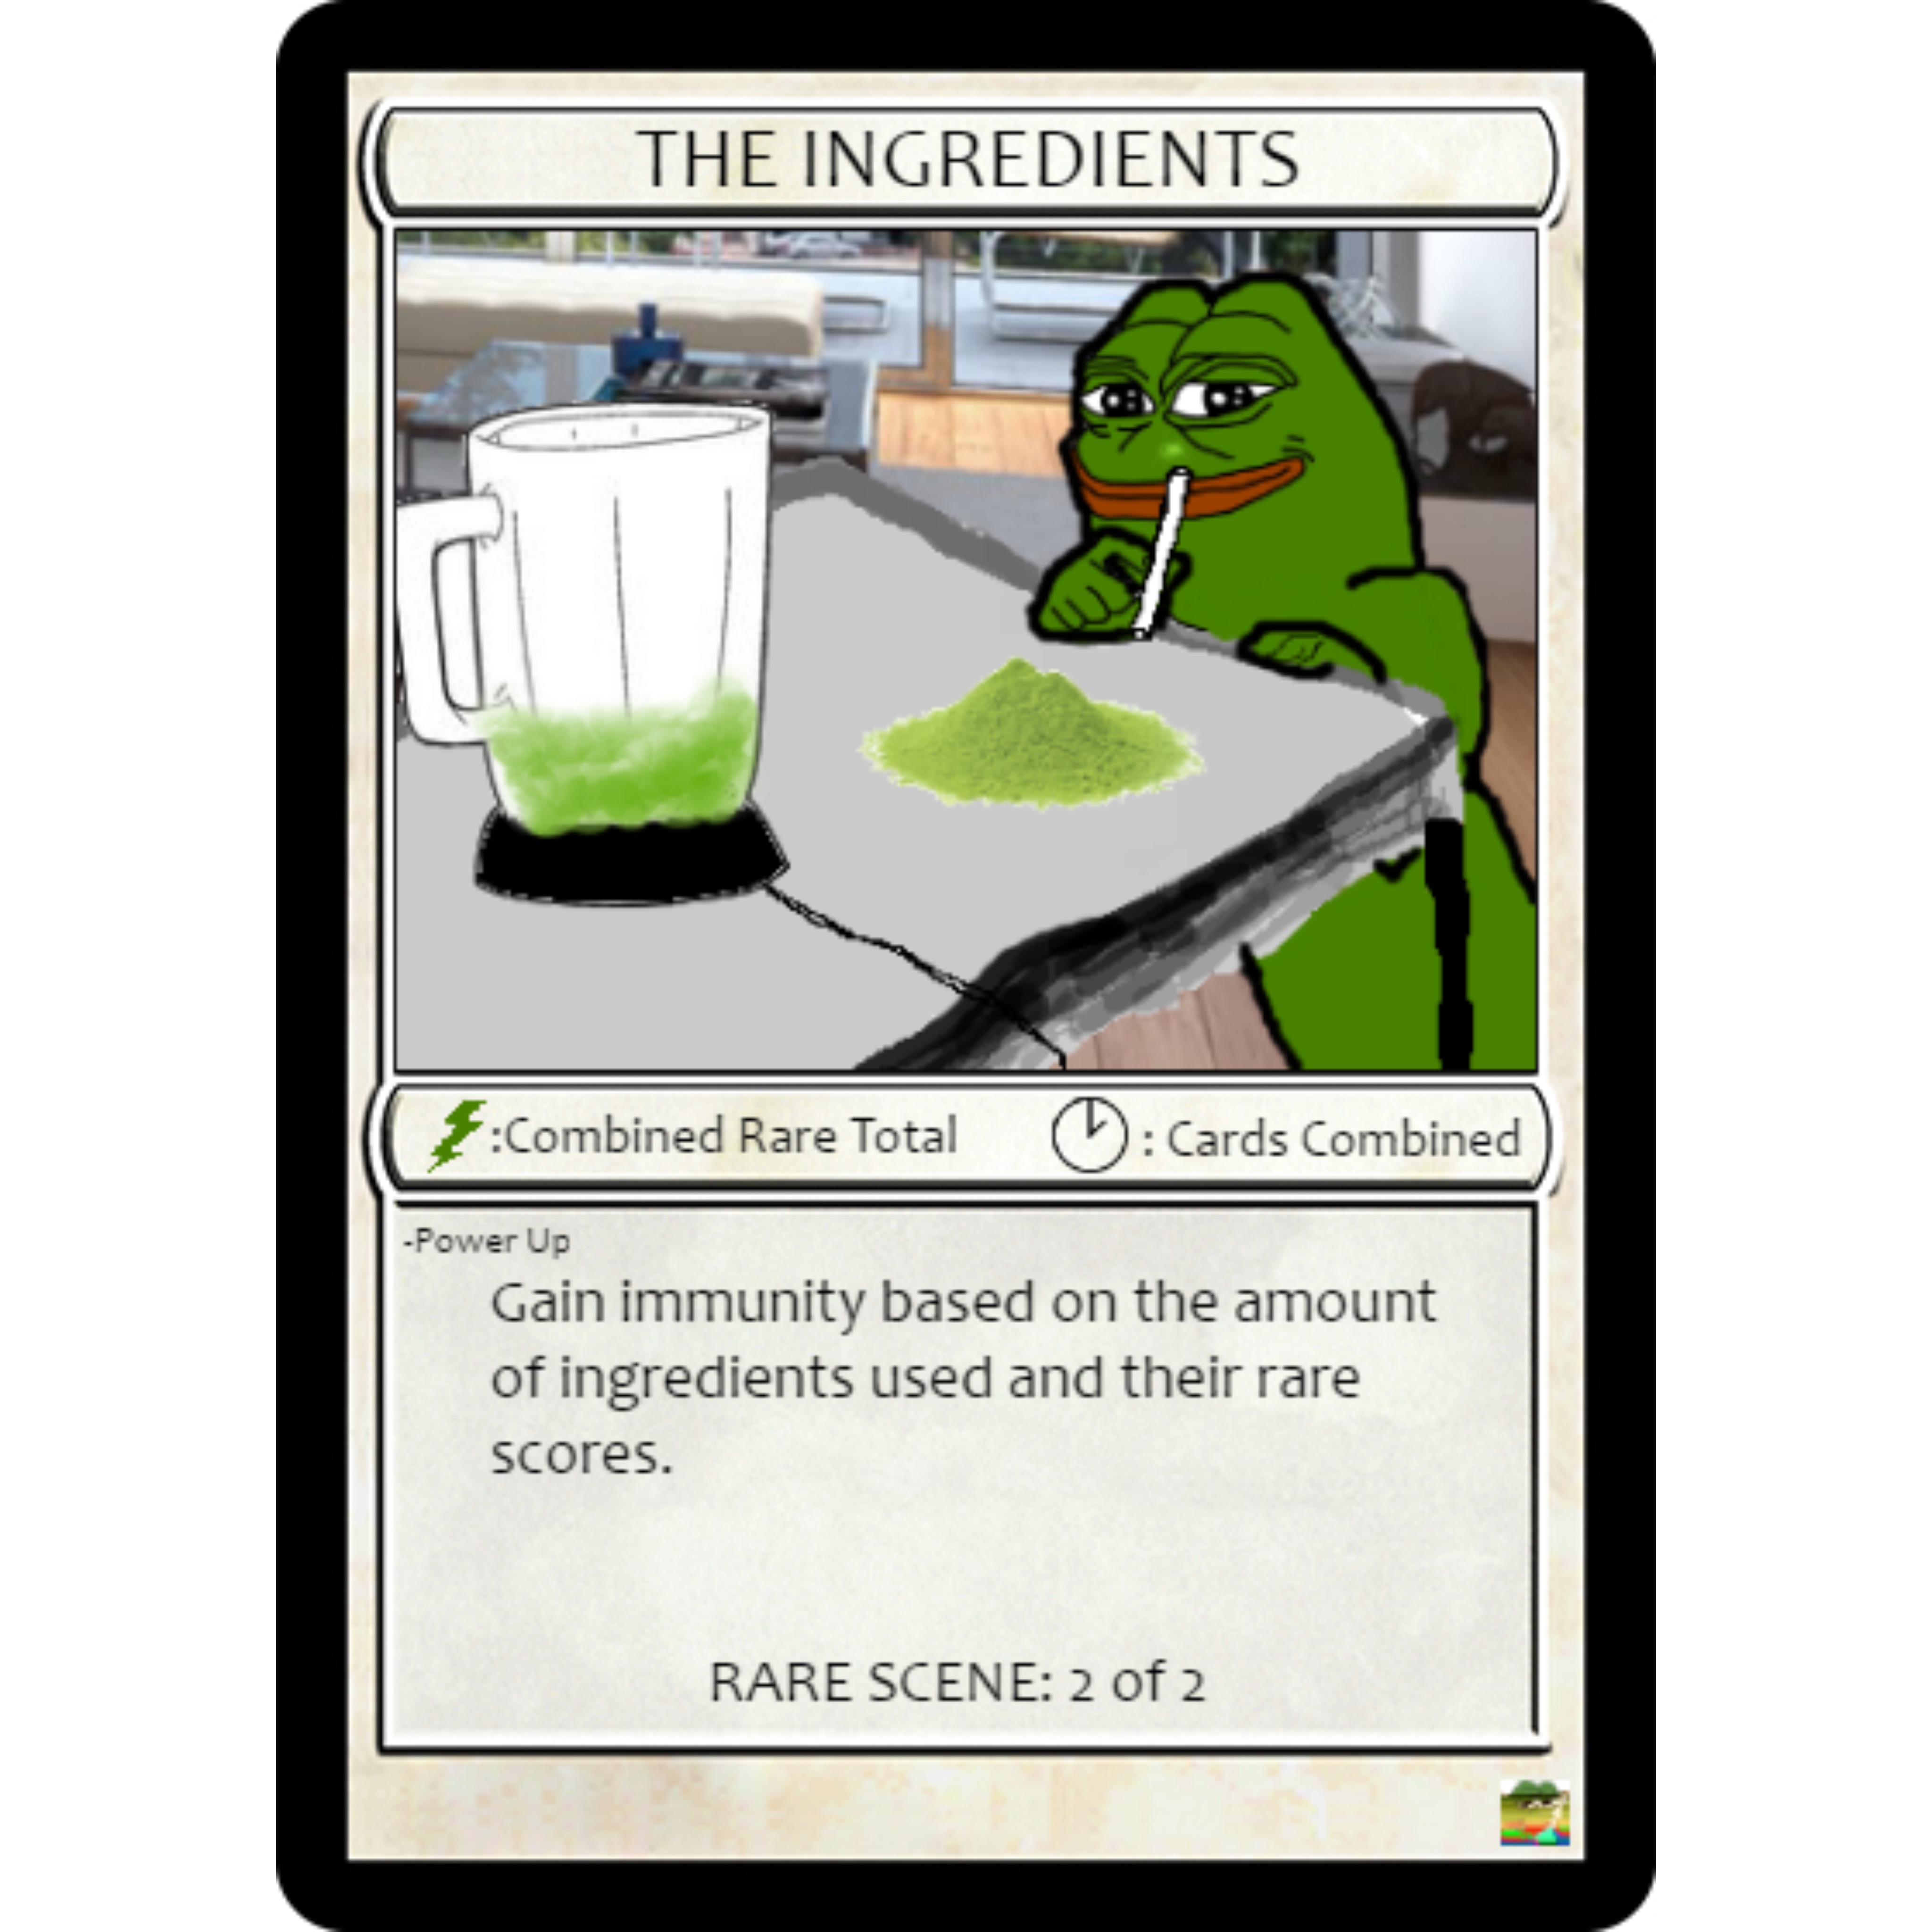 THE INGREDIENTS
:Combined Rare Total : Cards Combined
-Power Up
Gain immunity based on the amount
of ingredients used and their rare
scores.
RARE SCENE: 2 of 2